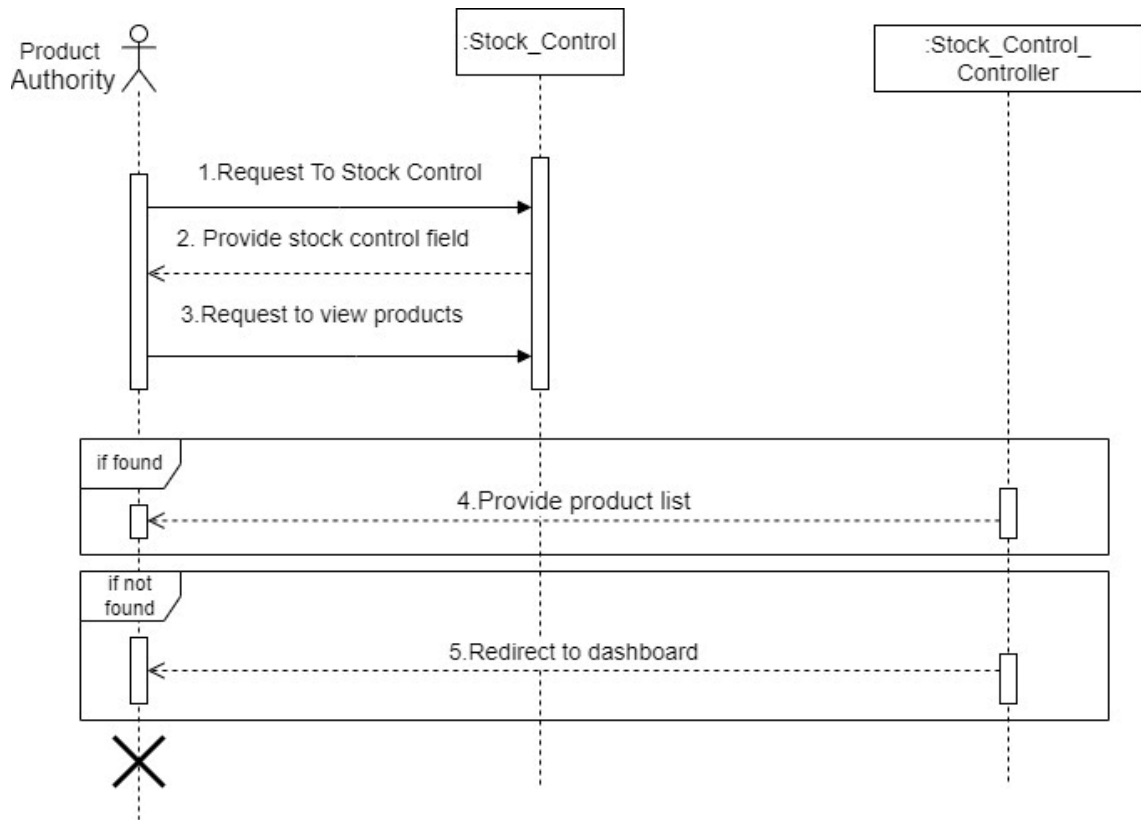 Product
Authority
:Stock_Control
:Stock_Control_
Controller
1.Request To Stock Control
2. Provide stock control field
3.Request to view products
if found
4.Provide product list
if not
found
5.Redirect to dashboard